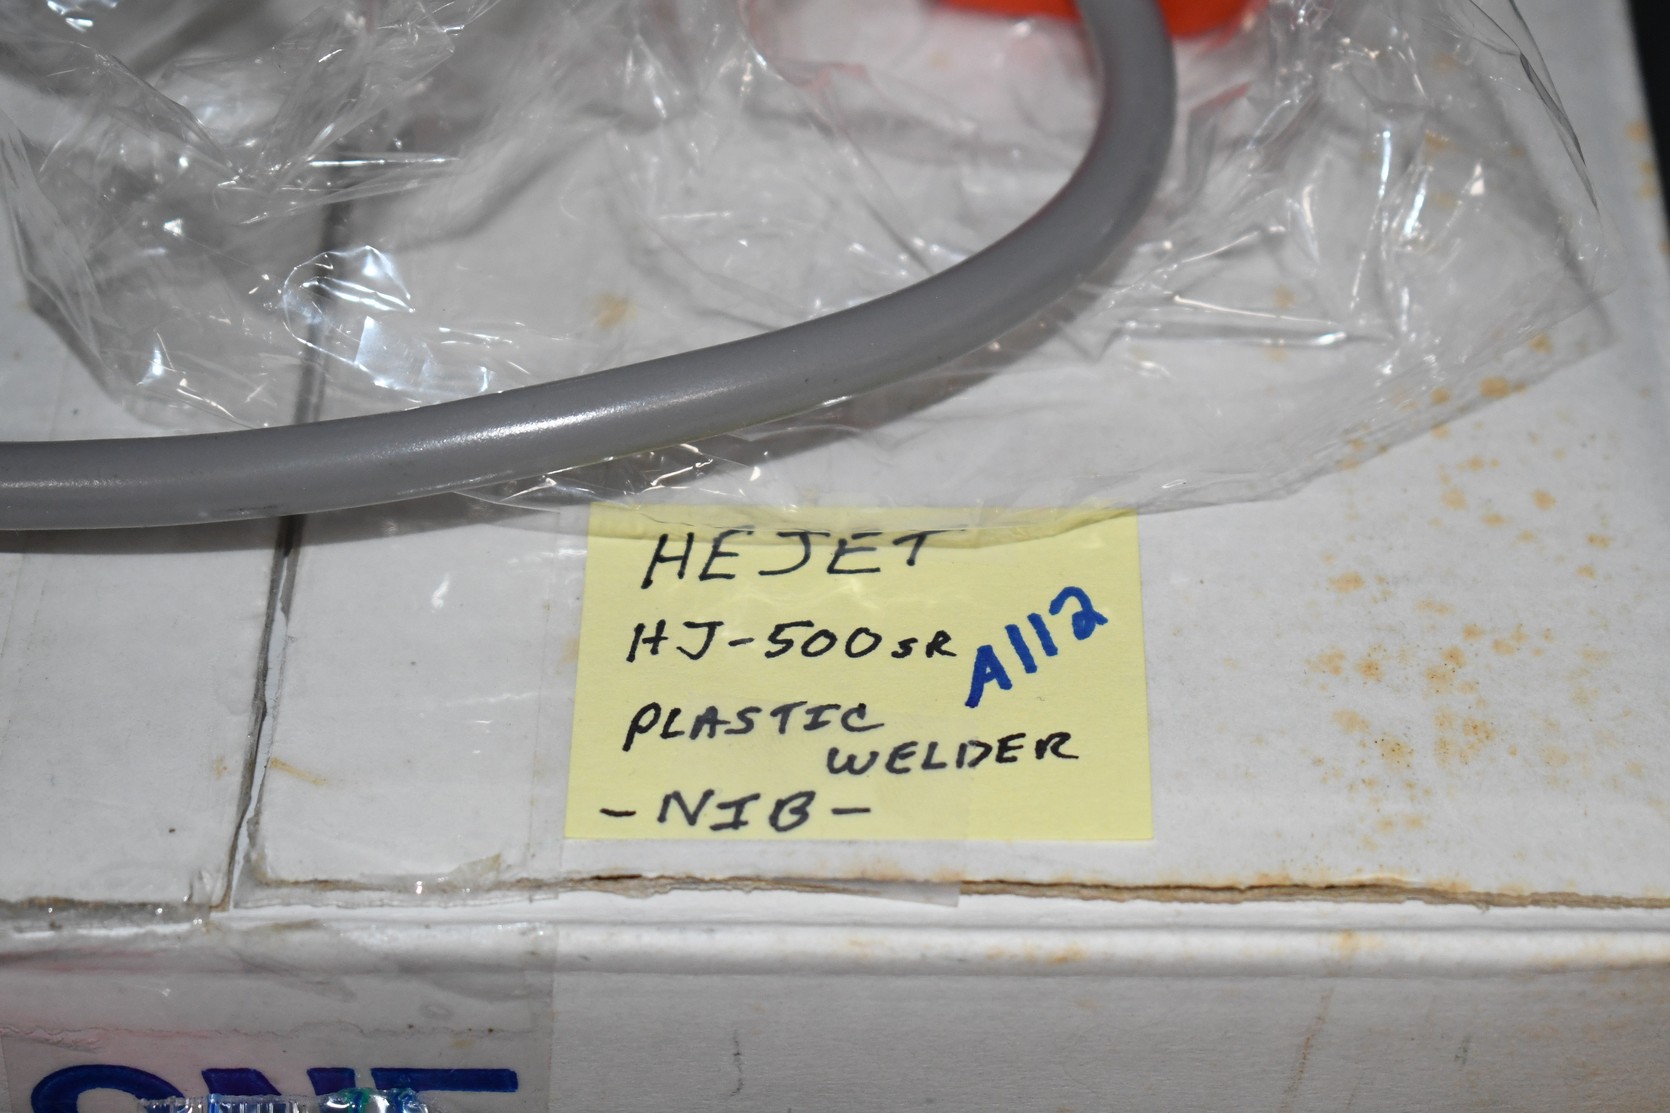 HEJET
HJ-500SR
A112
PLASTIC
WELDER
-NIB-